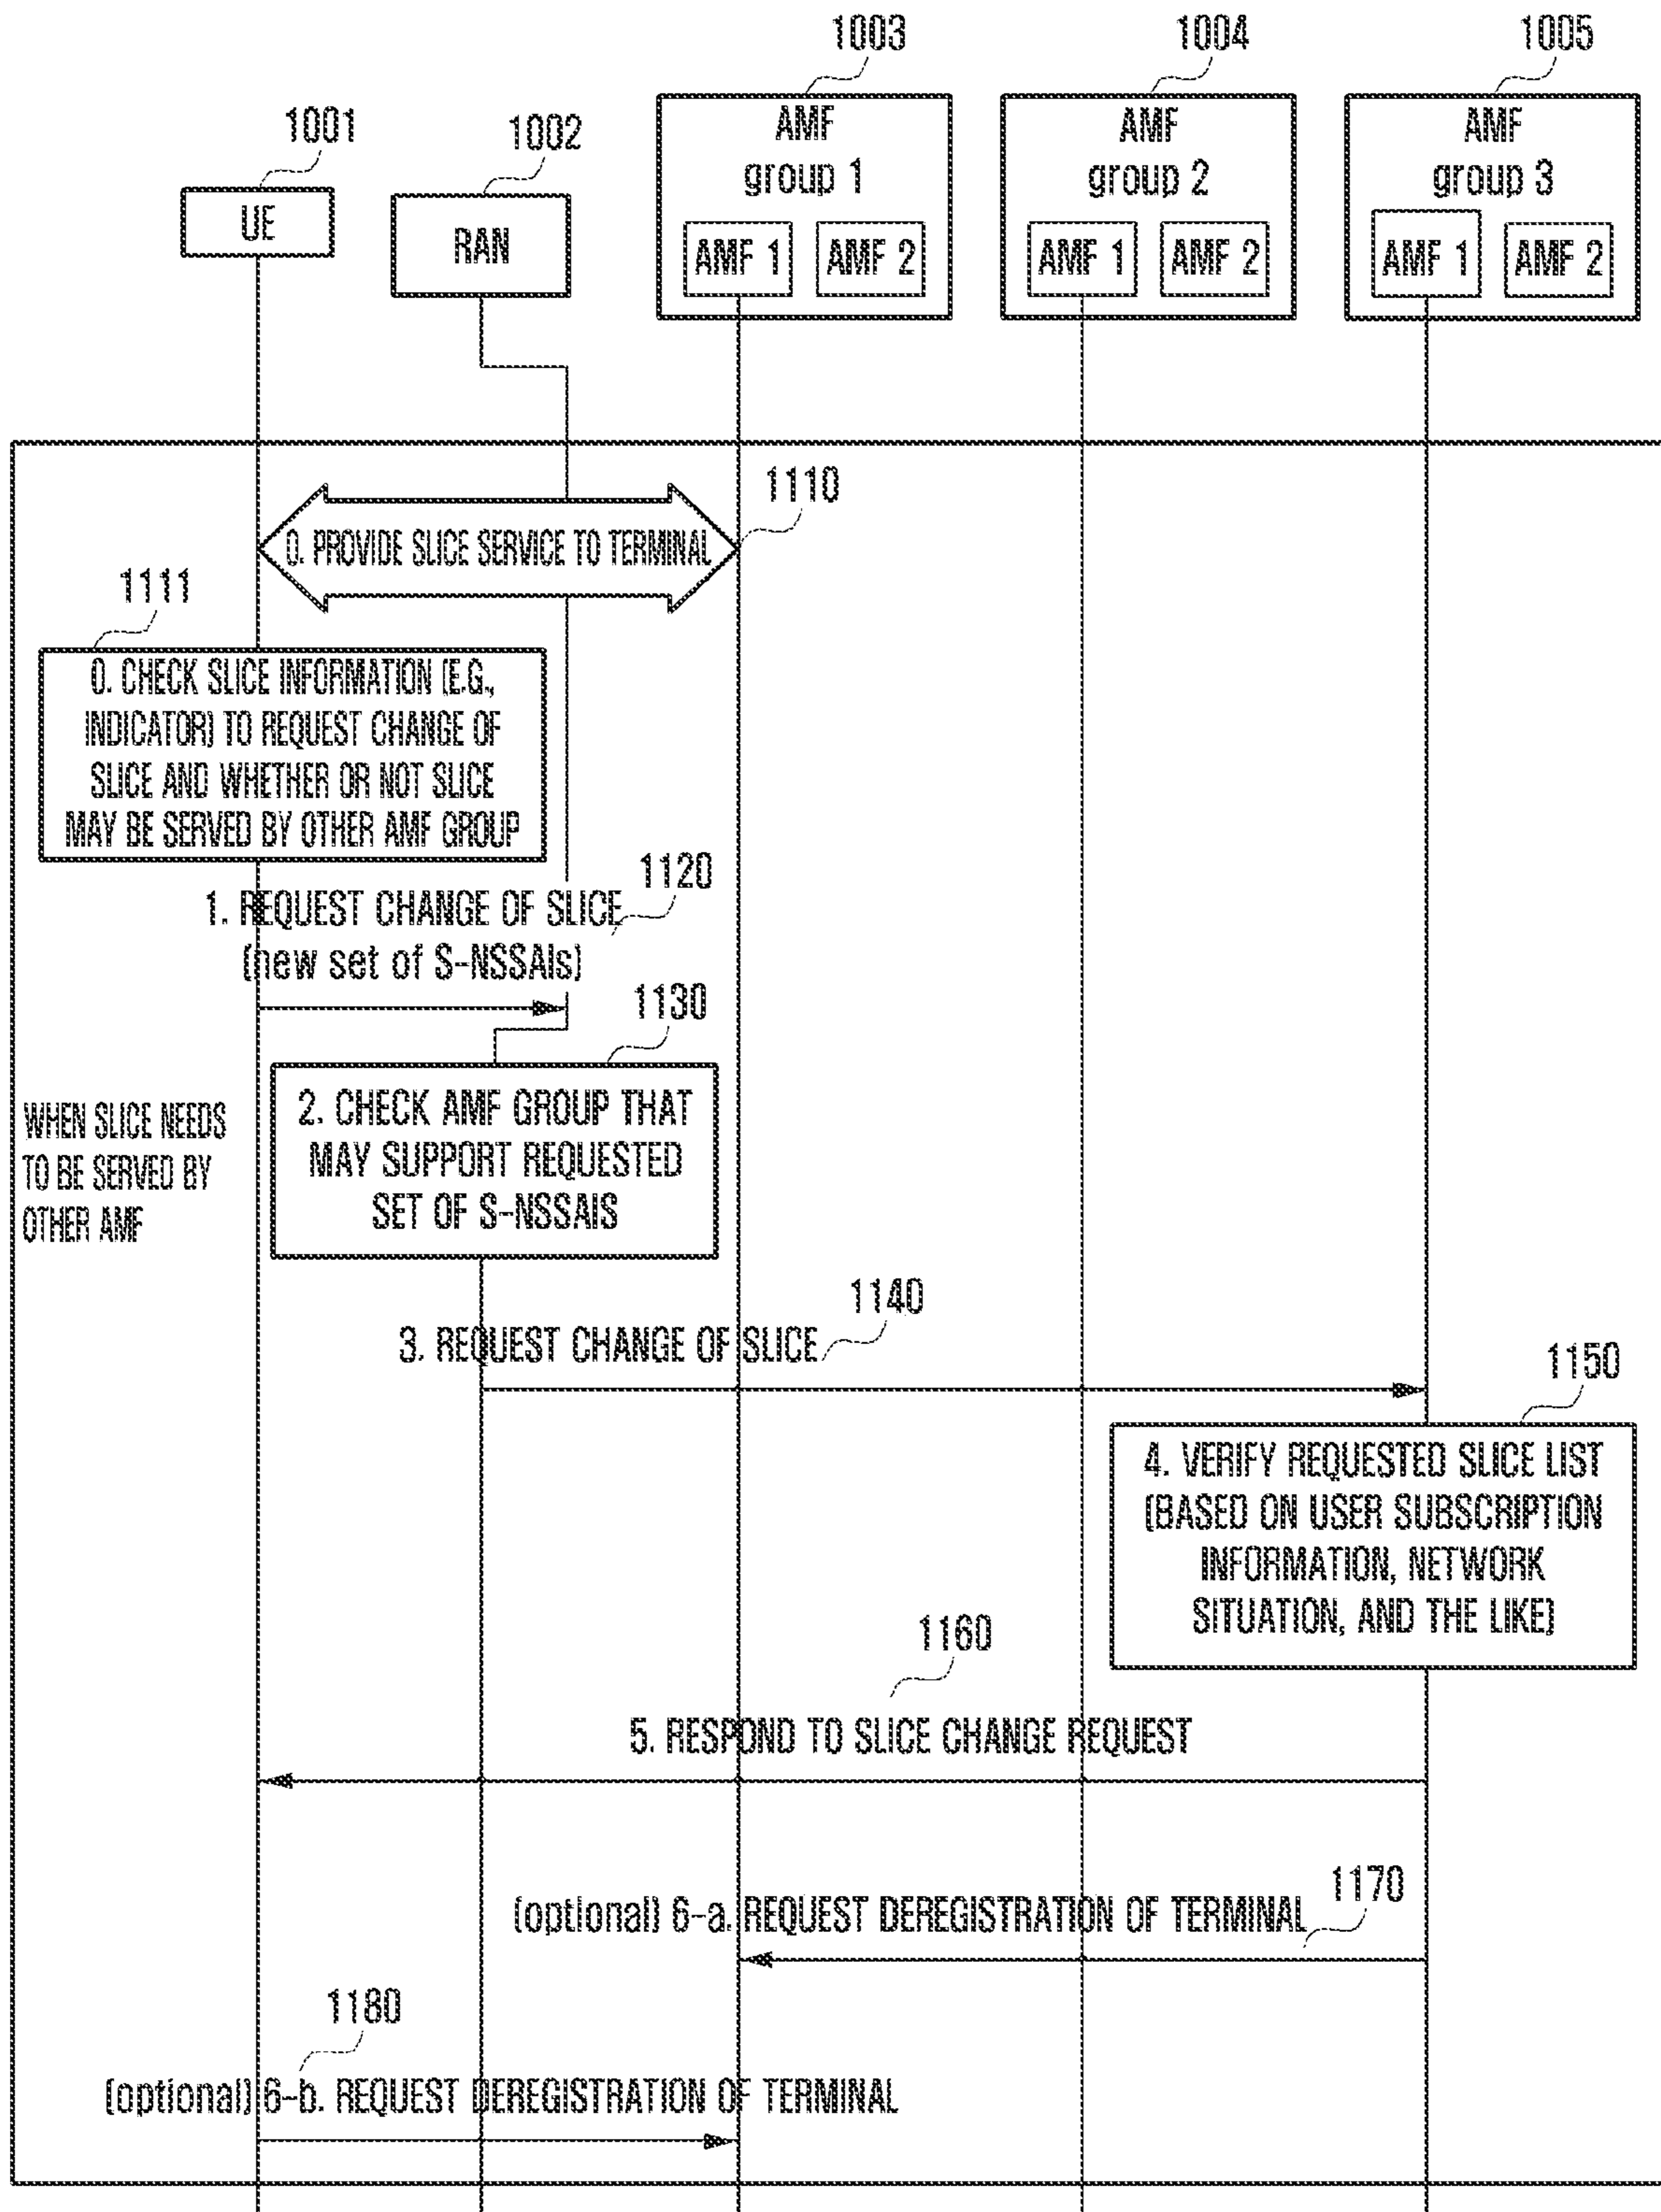 1003
1004
1005
1001
1002
AMF
group 1
AMF
group 2
AMF
group 3
UE
RAN
AMF 1
AMF 2
AMF 1
AMF 2
AMF 1
AMF 2
1110
0. PROVIDE SLICE SERVICE TO TERMINAL
1111
0. CHECK SLICE INFORMATION (E.G.,
INDICATOR) TO REQUEST CHANGE OF
SLICE AND WHETHER OR NOT SLICE
MAY BE SERVED BY OTHER AMF GROUP
1120
1. REQUEST CHANGE OF SLICE
(new set of S-NSSAIs)
1130
2. CHECK AMF GROUP THAT
MAY SUPPORT REQUESTED
SET OF S-NSSAIS
WHEN SLICE NEEDS
TO BE SERVED BY
OTHER AMF
1140
3. REQUEST CHANGE OF SLICE
1150
4. VERIFY REQUESTED SLICE LIST
(BASED ON USER SUBSCRIPTION
INFORMATION, NETWORK
SITUATION, AND THE LIKE)
1160
5. RESPOND TO SLICE CHANGE REQUEST
1170
(optional) 6-a. REQUEST DEREGISTRATION OF TERMINAL
1180
(optional) 6-b. REQUEST DEREGISTRATION OF TERMINAL